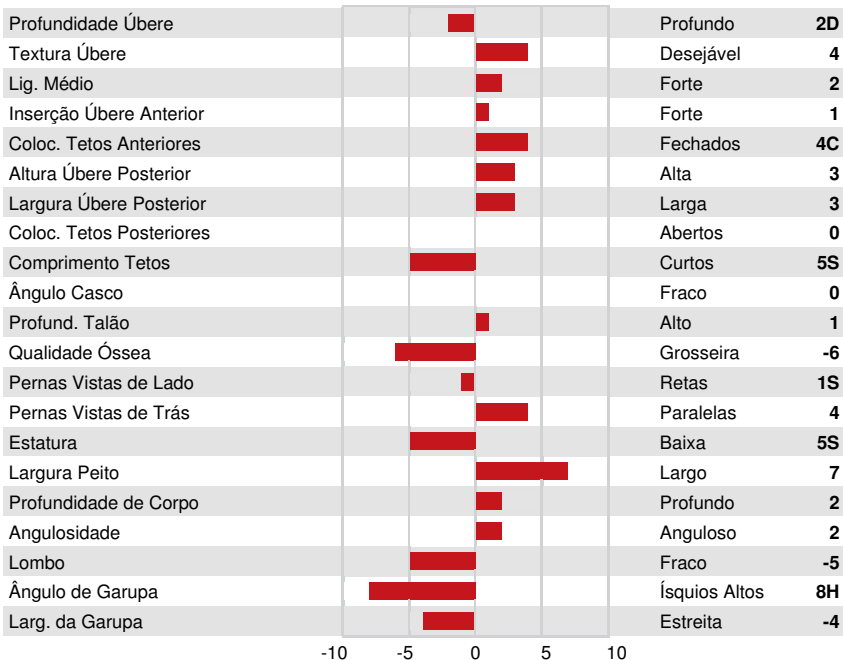 Profundidade Úbere Profundo 2D
Textura Úbere Desejável 4
Lig. Médio Forte 2
Inserção Úbere Anterior Forte 1
Coloc. Tetos Anteriores Fechados 4C
Altura Úbere Posterior Alta 3
Largura Úbere Posterior Larga 3
Coloc. Tetos Posteriores Abertos 0
Comprimento Tetos Curtos 5S
Ângulo Casco Fraco 0
Profund. Talão Alto 1
Qualidade Óssea Grosseira -6
Pernas Vistas de Lado Retas 1S
Pernas Vistas de Trás Paralelas 4
Estatura Baixa 5S
Largura Peito Largo 7
Profundidade de Corpo Profundo 2
Angulosidade Anguloso 2
Lombo Fraco -5
Ângulo de Garupa Ísquios Altos 8H
Larg. da Garupa Estreita -4
-10 -5 0 5 10